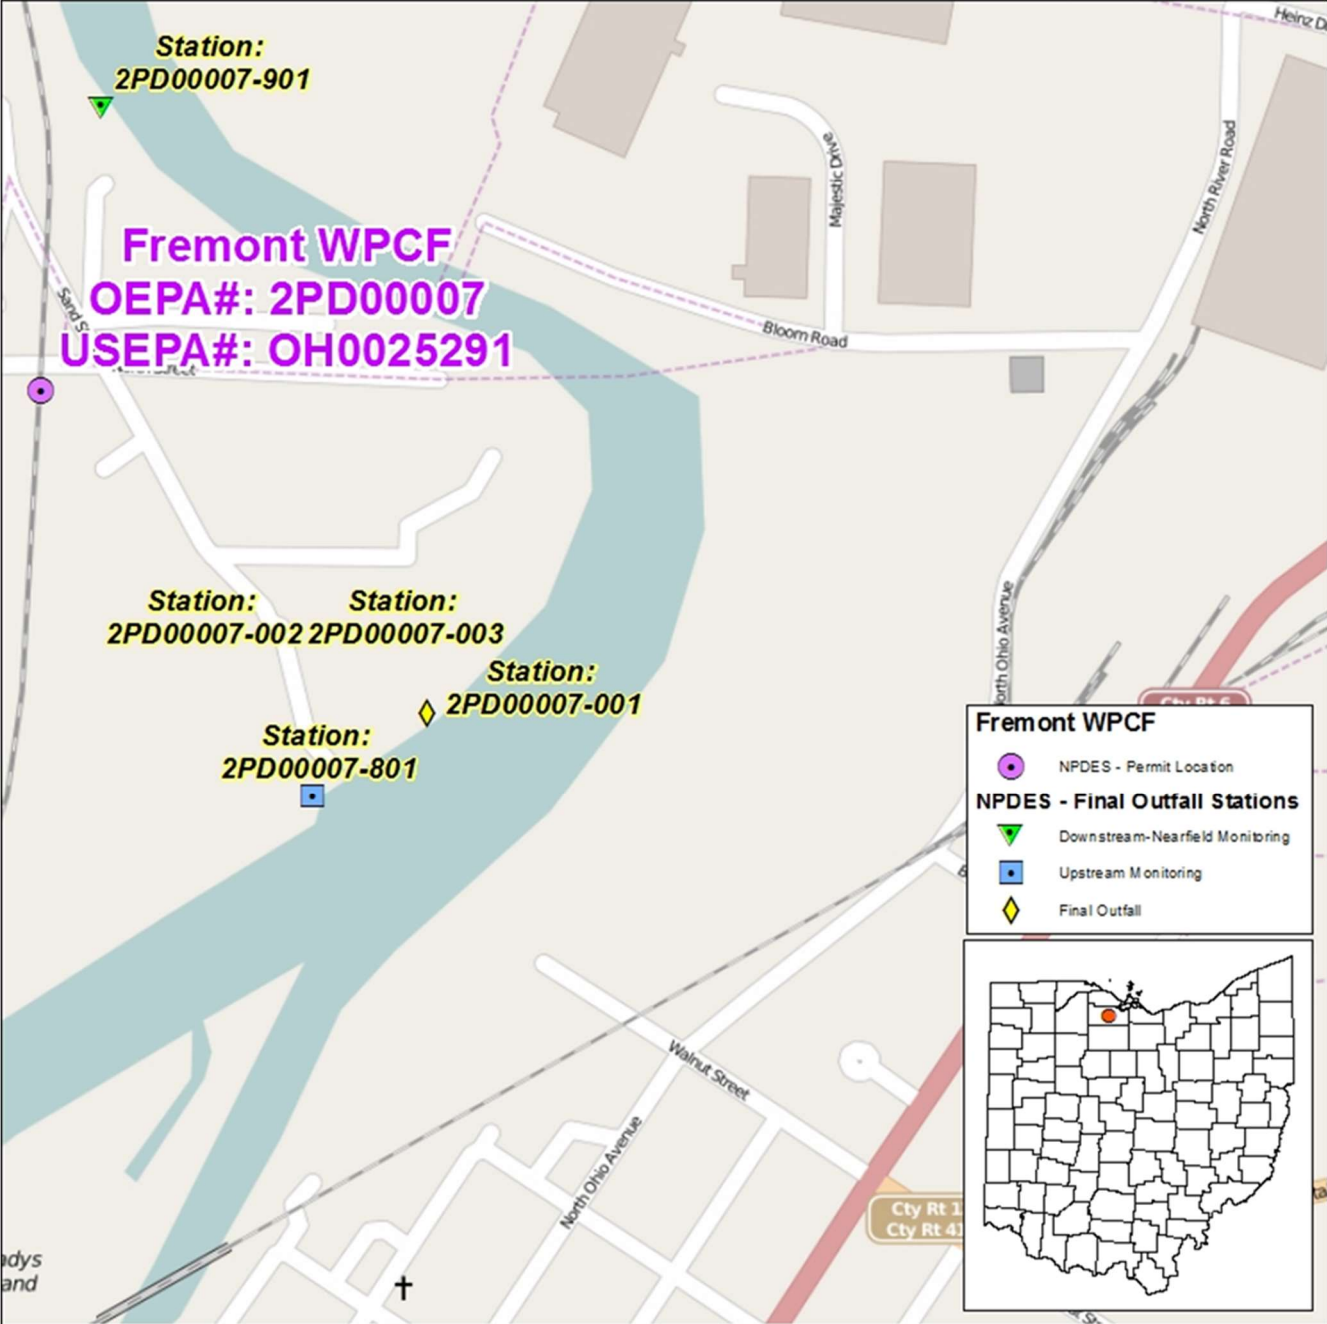 Heinz D
Station:
2PD00007-901
Majestic Drive
North River Road
Fremont WPCF
OEPA#: 2PD00007
USEPA#: OH0025291
Sand S
Bloom Road
Station:
2PD00007-002
Station:
2PD00007-003
North Ohio Avenue
Station:
2PD00007-001
Station:
2PD00007-801
Cty Rt 6
Fremont WPCF
NPDES - Permit Location
NPDES - Final Outfall Stations
Downstream-Nearfield Monitoring
Upstream Monitoring
Final Outfall
Walnut Street
North Ohio Avenue
Cty Rt 1
Cty Rt 41
adys
and